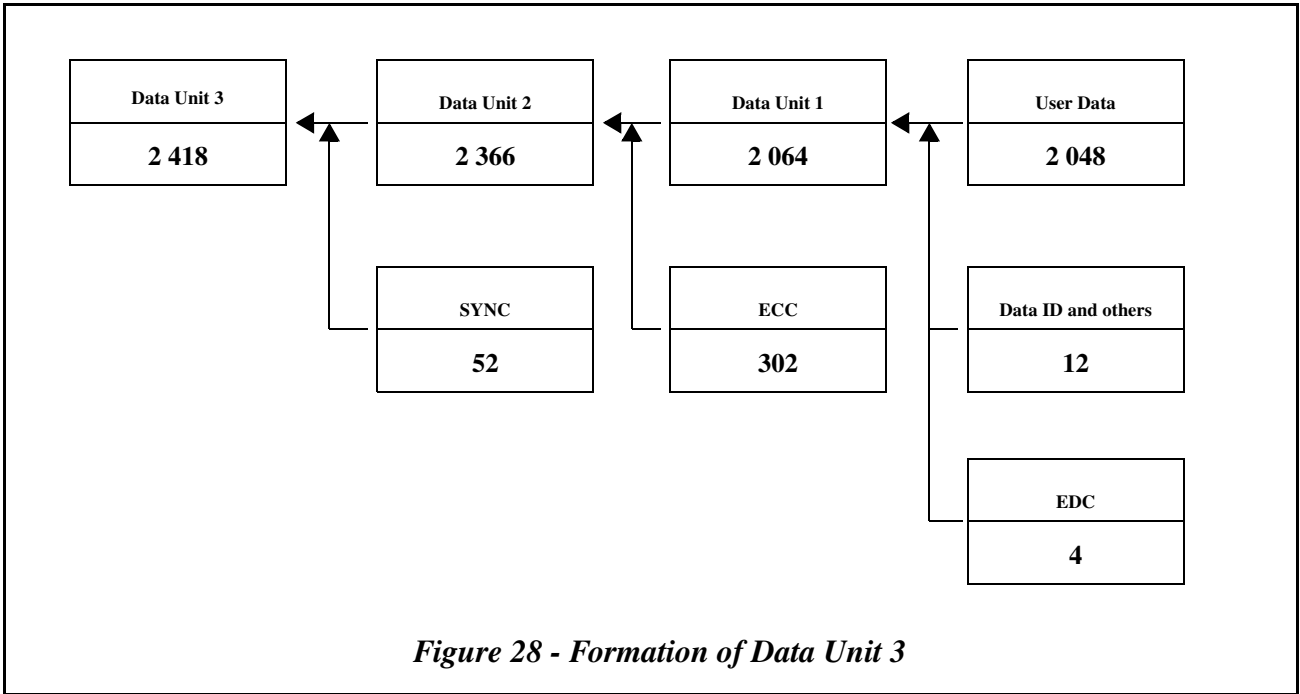 Data Unit 3
2 418
Data Unit 2
2 366
Data Unit 1
2 064
User Data
2 048
SYNC
52
ECC
302
Data ID and others
12
EDC
4
Figure 28 - Formation of Data Unit 3